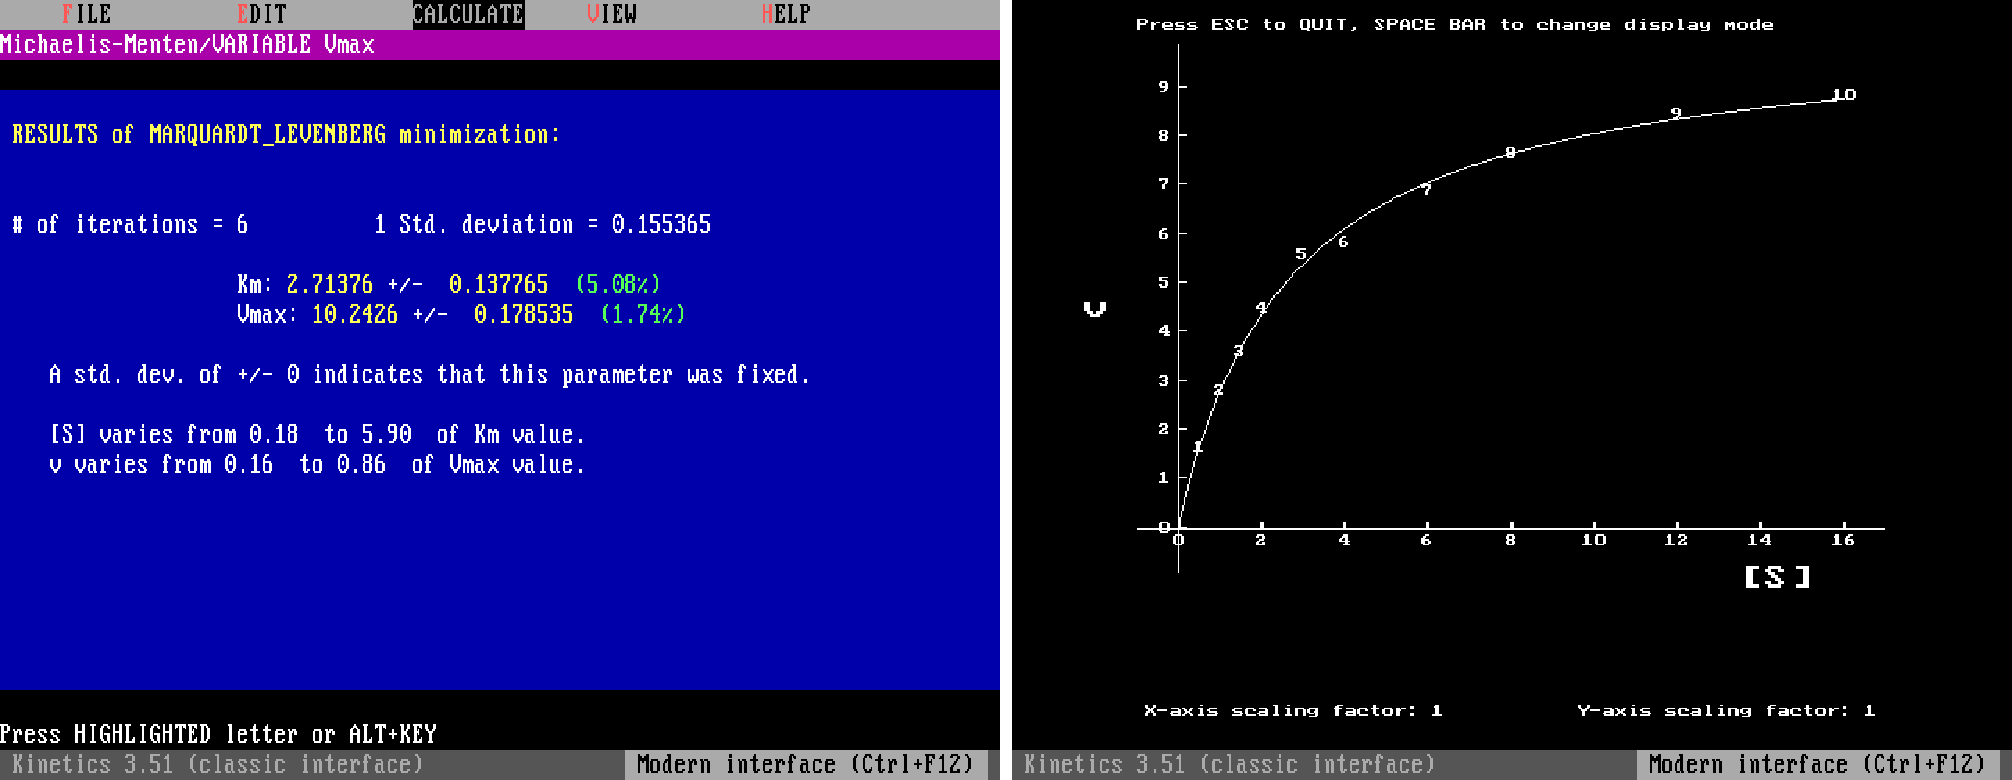 FILE EDIT CALCULATE VIEW HELP
Michaelis-Menten/VARIABLE Vmax
RESULTS of MARQUARDT_LEVENBERG minimization:
# of iterations = 6 1 Std. deviation = 0.155365
Km: 2.71376 +/- 0.137765 (5.08%)
Vmax: 10.2426 +/- 0.178535 (1.74%)
A std. dev. of +/- 0 indicates that this parameter was fixed.
[S] varies from 0.18 to 5.90 of Km value.
v varies from 0.16 to 0.86 of Vmax value.
Press HIGHLIGHTED letter or ALT+KEY
Kinetics 3.51 (classic interface) Modern interface (Ctrl+F12)
Press ESC to QUIT, SPACE BAR to change display mode
9
8
7
6
5
4
3
2
1
0
v
1
2
3
4
5
6
7
8
9
10
0 2 4 6 8 10 12 14 16
[S]
X-axis scaling factor: 1 Y-axis scaling factor: 1
Kinetics 3.51 (classic interface) Modern interface (Ctrl+F12)